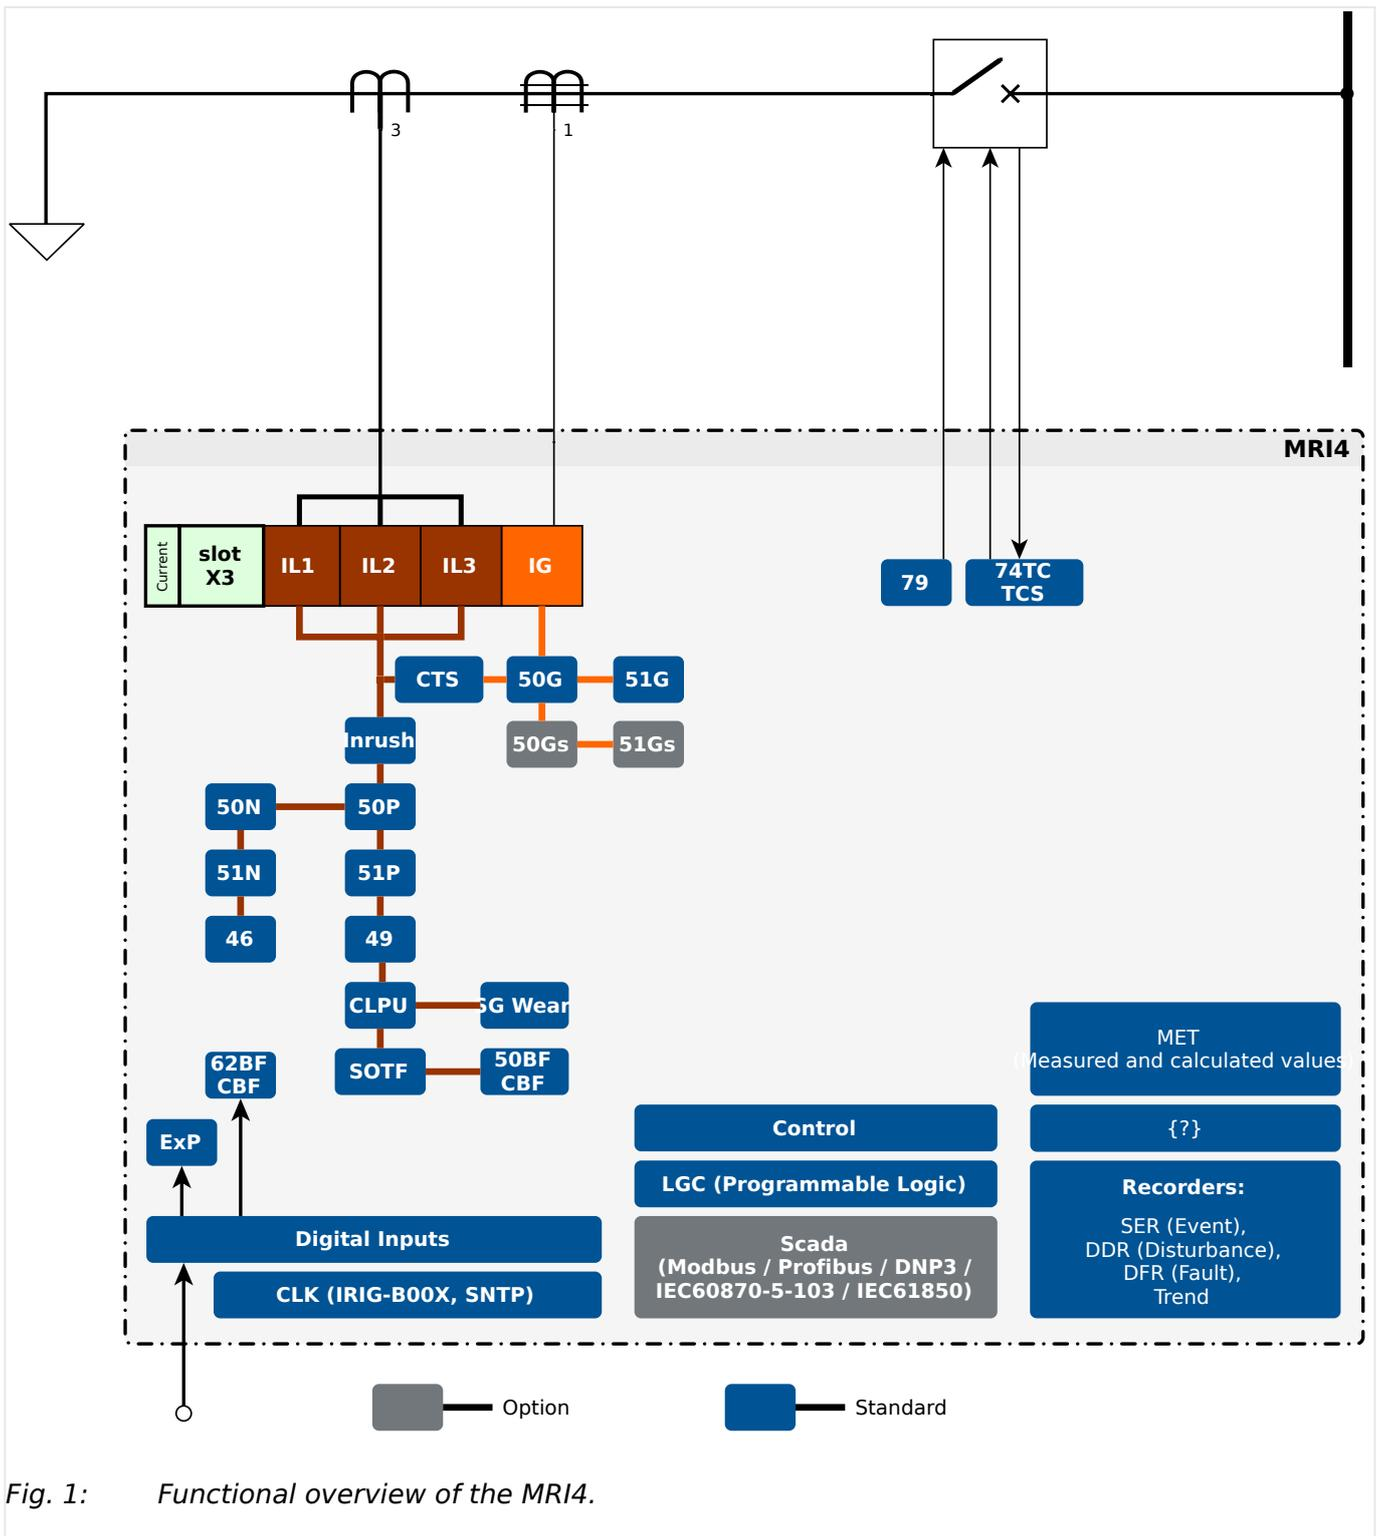 3
1
MRI4
Current
slot
X3
IL1
IL2
IL3
IG
79
74TC
TCS
CTS
50G
51G
Inrush
50Gs
51Gs
50N
50P
51N
51P
46
49
CLPU
SG Wear
62BF
CBF
SOTF
50BF
CBF
MET
(Measured and calculated values)
ExP
Control
{?}
LGC (Programmable Logic)
Recorders:
SER (Event),
DDR (Disturbance),
DFR (Fault),
Trend
Digital Inputs
Scada
(Modbus / Profibus / DNP3 /
IEC60870-5-103 / IEC61850)
CLK (IRIG-B00X, SNTP)
Option
Standard
Fig. 1: Functional overview of the MRI4.